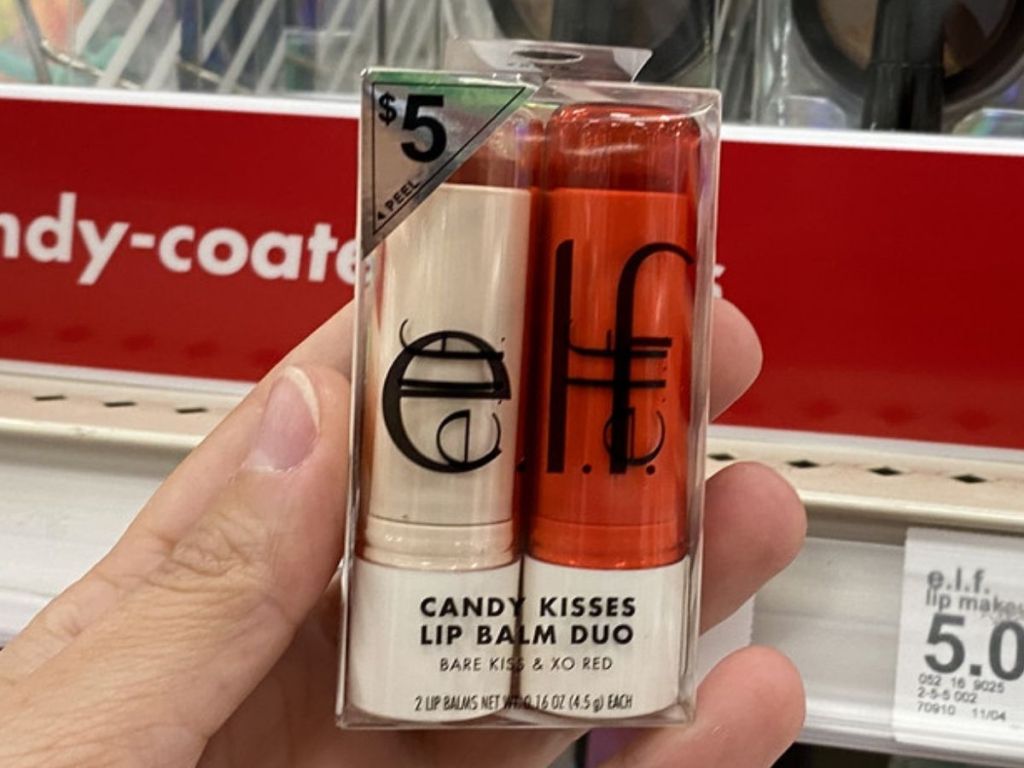 $5
PEEL
ndy-coate
s
e.l.f.
e.l.f.
e.l.f.
CANDY KISSES
LIP BALM DUO
BARE KISS & XO RED
2 LIP BALMS NET WT 0.16 OZ (4.5 g) EACH
e.l.f.
lip make
5.0
052 16 9025
2-5-5 002
70910 11/04